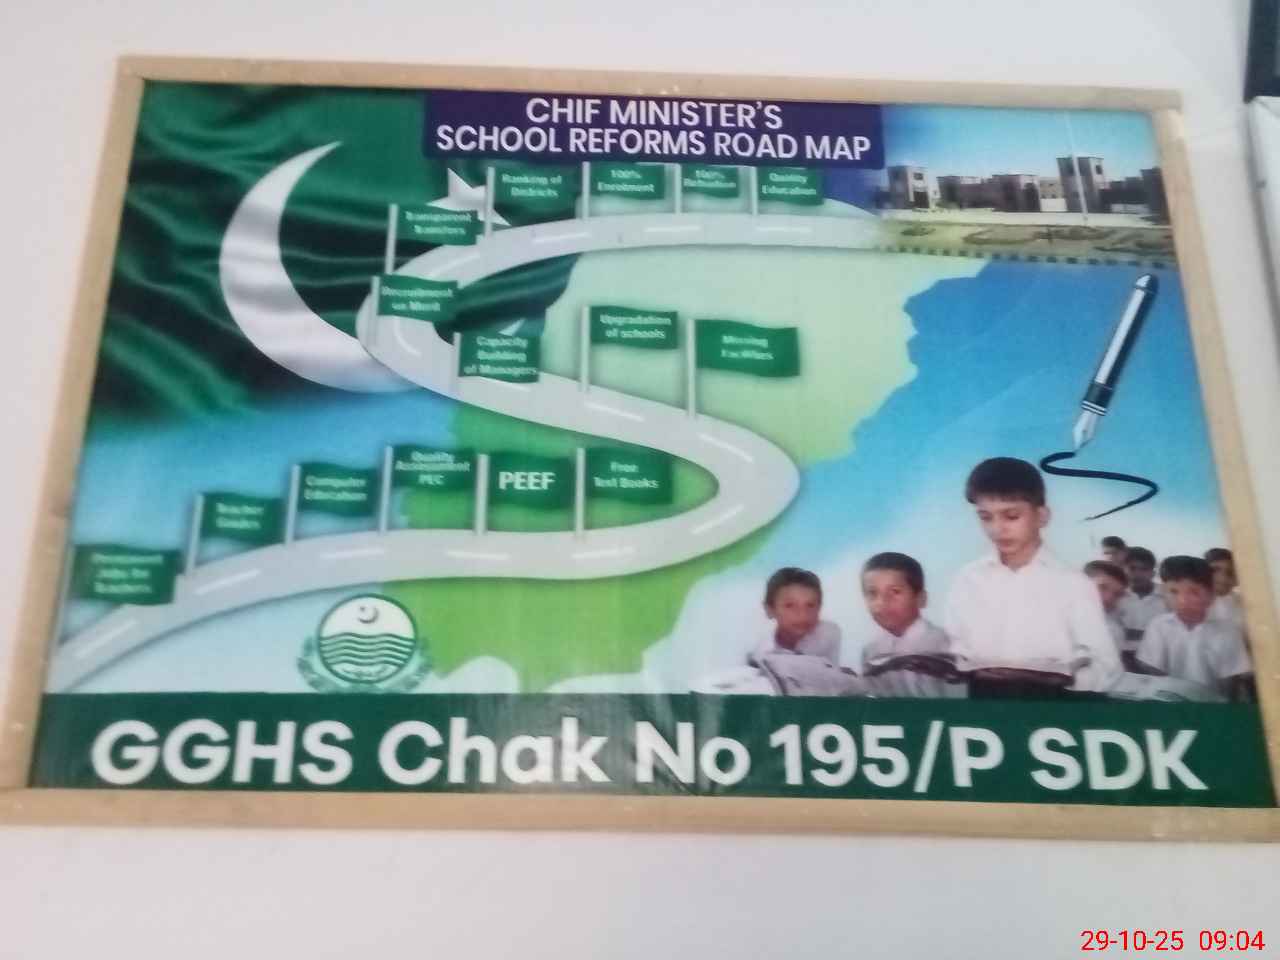 CHIF MINISTER'S
SCHOOL REFORMS ROAD MAP
Ranking of
Districts
100%
Enrolment
100%
Retention
Quality
Education
Transparent
Transfers
Recruitment
on Merit
Capacity
Building
of Managers
Upgradation
of schools
Missing
Facilities
Quality
Assessment
PEC
PEEF
Free
Text Books
Computer
Education
Teacher
Guides
Jobs for
Teachers
GGHS Chak No 195/P SDK
29-10-25 09:04